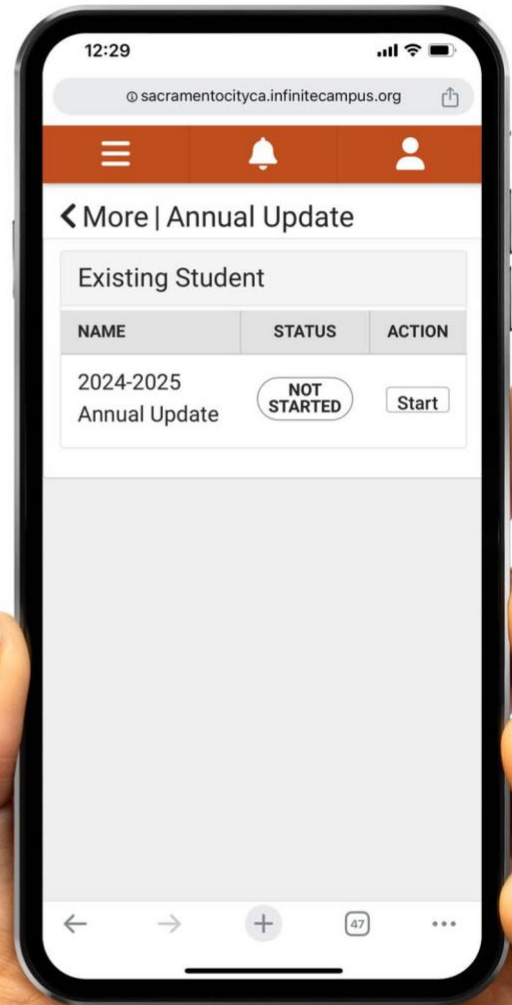 12:29
sacramentocityca.infinitecampus.org
More | Annual Update
Existing Student
NAME STATUS ACTION
2024-2025 Annual Update NOT STARTED Start
47